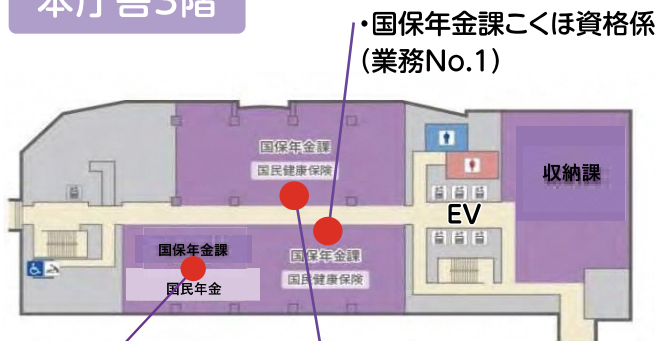 本庁舎3階
・国保年金課こくほ資格係
（業務No.1）
国保年金課
国民健康保険
収納課
EV
国保年金課
国民年金
国保年金課
国民健康保険